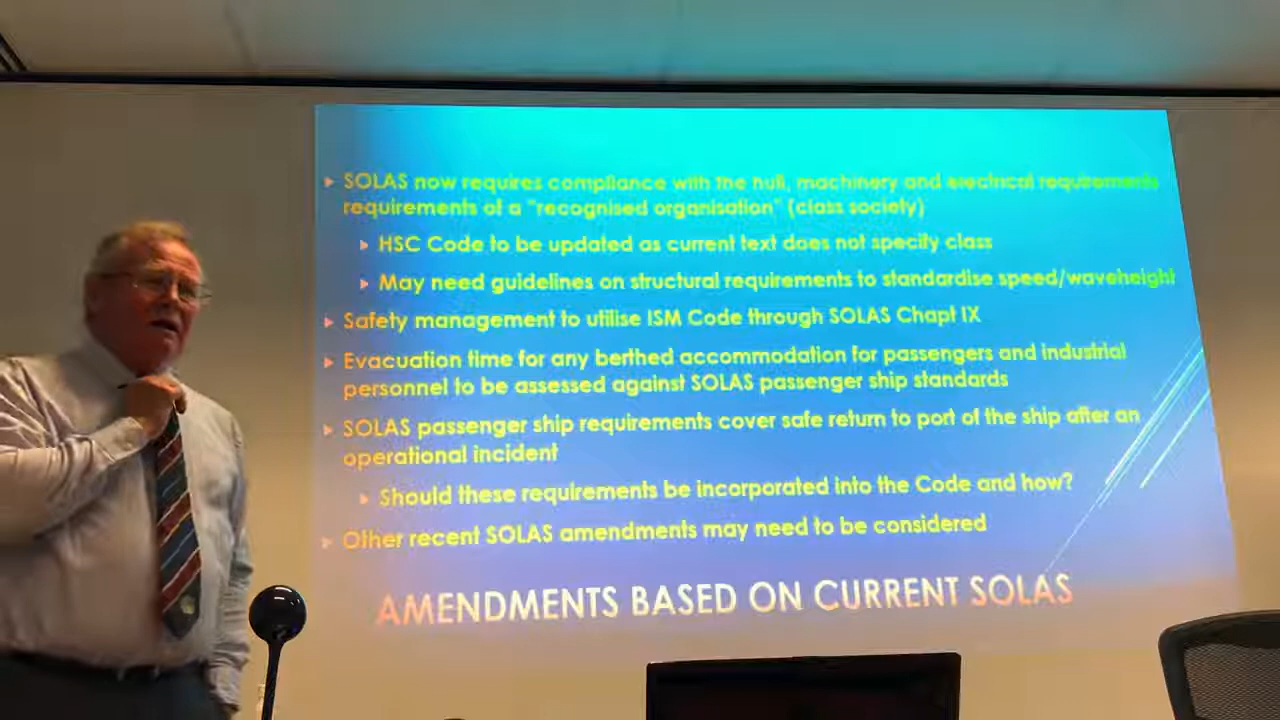 SOLAS now requires compliance with the hull, machinery and electrical requirements
requirements of a "recognised organisation" (class society)
HSC Code to be updated as current text does not specify class
May need guidelines on structural requirements to standardise speed/waveheight
Safety management to utilise ISM Code through SOLAS Chapt IX
Evacuation time for any berthed accommodation for passengers and industrial
personnel to be assessed against SOLAS passenger ship standards
SOLAS passenger ship requirements cover safe return to port of the ship after an
operational incident
Should these requirements be incorporated into the Code and how?
Other recent SOLAS amendments may need to be considered
AMENDMENTS BASED ON CURRENT SOLAS